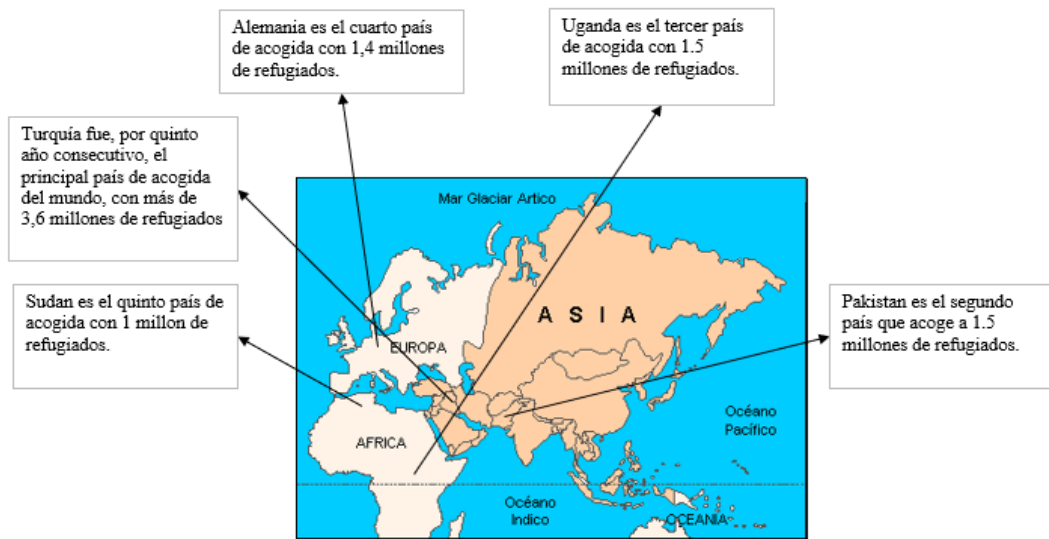 Alemania es el cuarto país
de acogida con 1,4 millones
de refugiados.
Uganda es el tercer país
de acogida con 1.5
millones de refugiados.
Turquía fue, por quinto
año consecutivo, el
principal país de acogida
del mundo, con más de
3,6 millones de refugiados
Sudan es el quinto país de
acogida con 1 millon de
refugiados.
Pakistan es el segundo
país que acoge a 1.5
millones de refugiados.
Mar Glaciar Artico
ASIA
EUROPA
AFRICA
Océano
Pacífico
Océano
Indico
OCEANIA